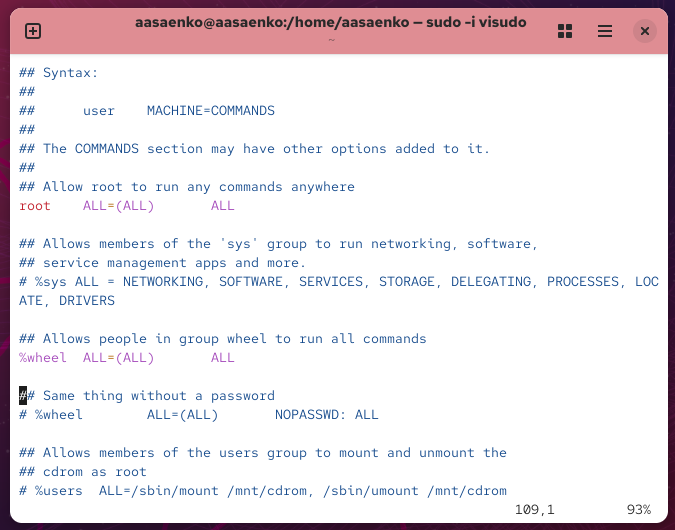 aasaenko@aasaenko:/home/aasaenko — sudo -i visudo
~
## Syntax:
##
##      user    MACHINE=COMMANDS
##
## The COMMANDS section may have other options added to it.
##
## Allow root to run any commands anywhere
root    ALL=(ALL)       ALL
## Allows members of the 'sys' group to run networking, software,
## service management apps and more.
# %sys ALL = NETWORKING, SOFTWARE, SERVICES, STORAGE, DELEGATING, PROCESSES, LOC
ATE, DRIVERS
## Allows people in group wheel to run all commands
%wheel  ALL=(ALL)       ALL
## Same thing without a password
# %wheel        ALL=(ALL)       NOPASSWD: ALL
## Allows members of the users group to mount and unmount the
## cdrom as root
# %users  ALL=/sbin/mount /mnt/cdrom, /sbin/umount /mnt/cdrom
109,1         93%